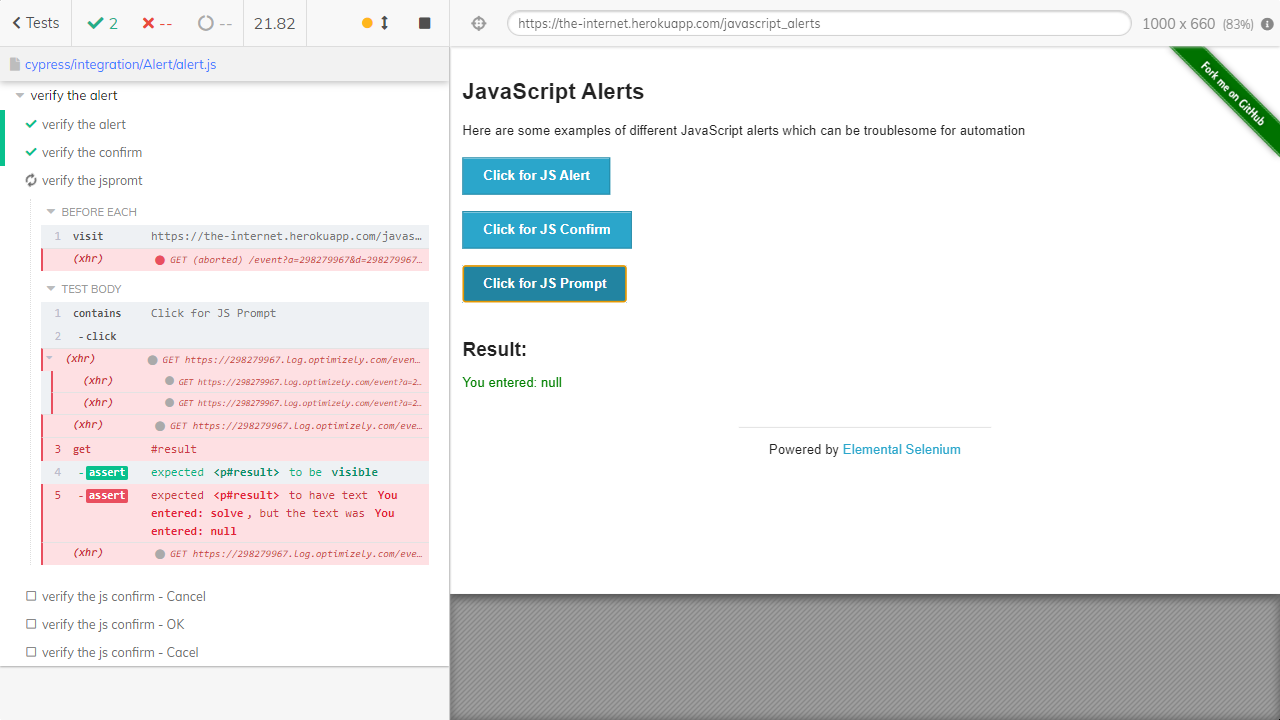 Tests
2
--
--
21.82
https://the-internet.herokuapp.com/javascript_alerts
1000 x 660 (83%)
cypress/integration/Alert/alert.js
verify the alert
verify the alert
verify the confirm
verify the jspromt
BEFORE EACH
1 visit https://the-internet.herokuapp.com/javas…
(xhr) GET (aborted) /event?a=298279967&d=298279967…
TEST BODY
1 contains Click for JS Prompt
2 -click
(xhr) GET https://298279967.log.optimizely.com/even…
(xhr) GET https://298279967.log.optimizely.com/event?a=2…
(xhr) GET https://298279967.log.optimizely.com/event?a=2…
(xhr) GET https://298279967.log.optimizely.com/eve…
3 get #result
4 -assert expected <p#result> to be visible
5 -assert expected <p#result> to have text You
entered: solve, but the text was You
entered: null
(xhr) GET https://298279967.log.optimizely.com/eve…
verify the js confirm - Cancel
verify the js confirm - OK
verify the js confirm - Cacel
Fork me on GitHub
JavaScript Alerts
Here are some examples of different JavaScript alerts which can be troublesome for automation
Click for JS Alert
Click for JS Confirm
Click for JS Prompt
Result:
You entered: null
Powered by Elemental Selenium